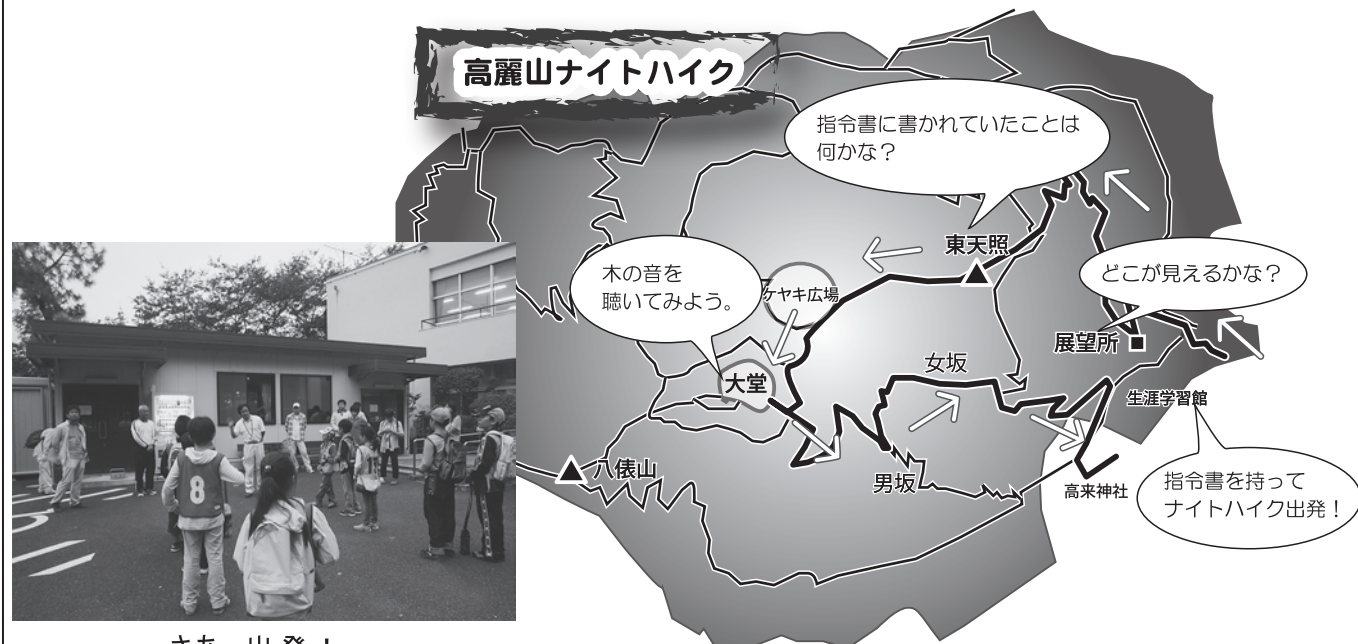 高麗山ナイトハイク
指令書に書かれていたことは
何かな？
東天照
木の音を
聴いてみよう。
ケヤキ広場
どこが見えるかな？
展望所
大堂
女坂
生涯学習館
八俵山
男坂
高来神社
指令書を持って
ナイトハイク出発！
8
さあ、出発！